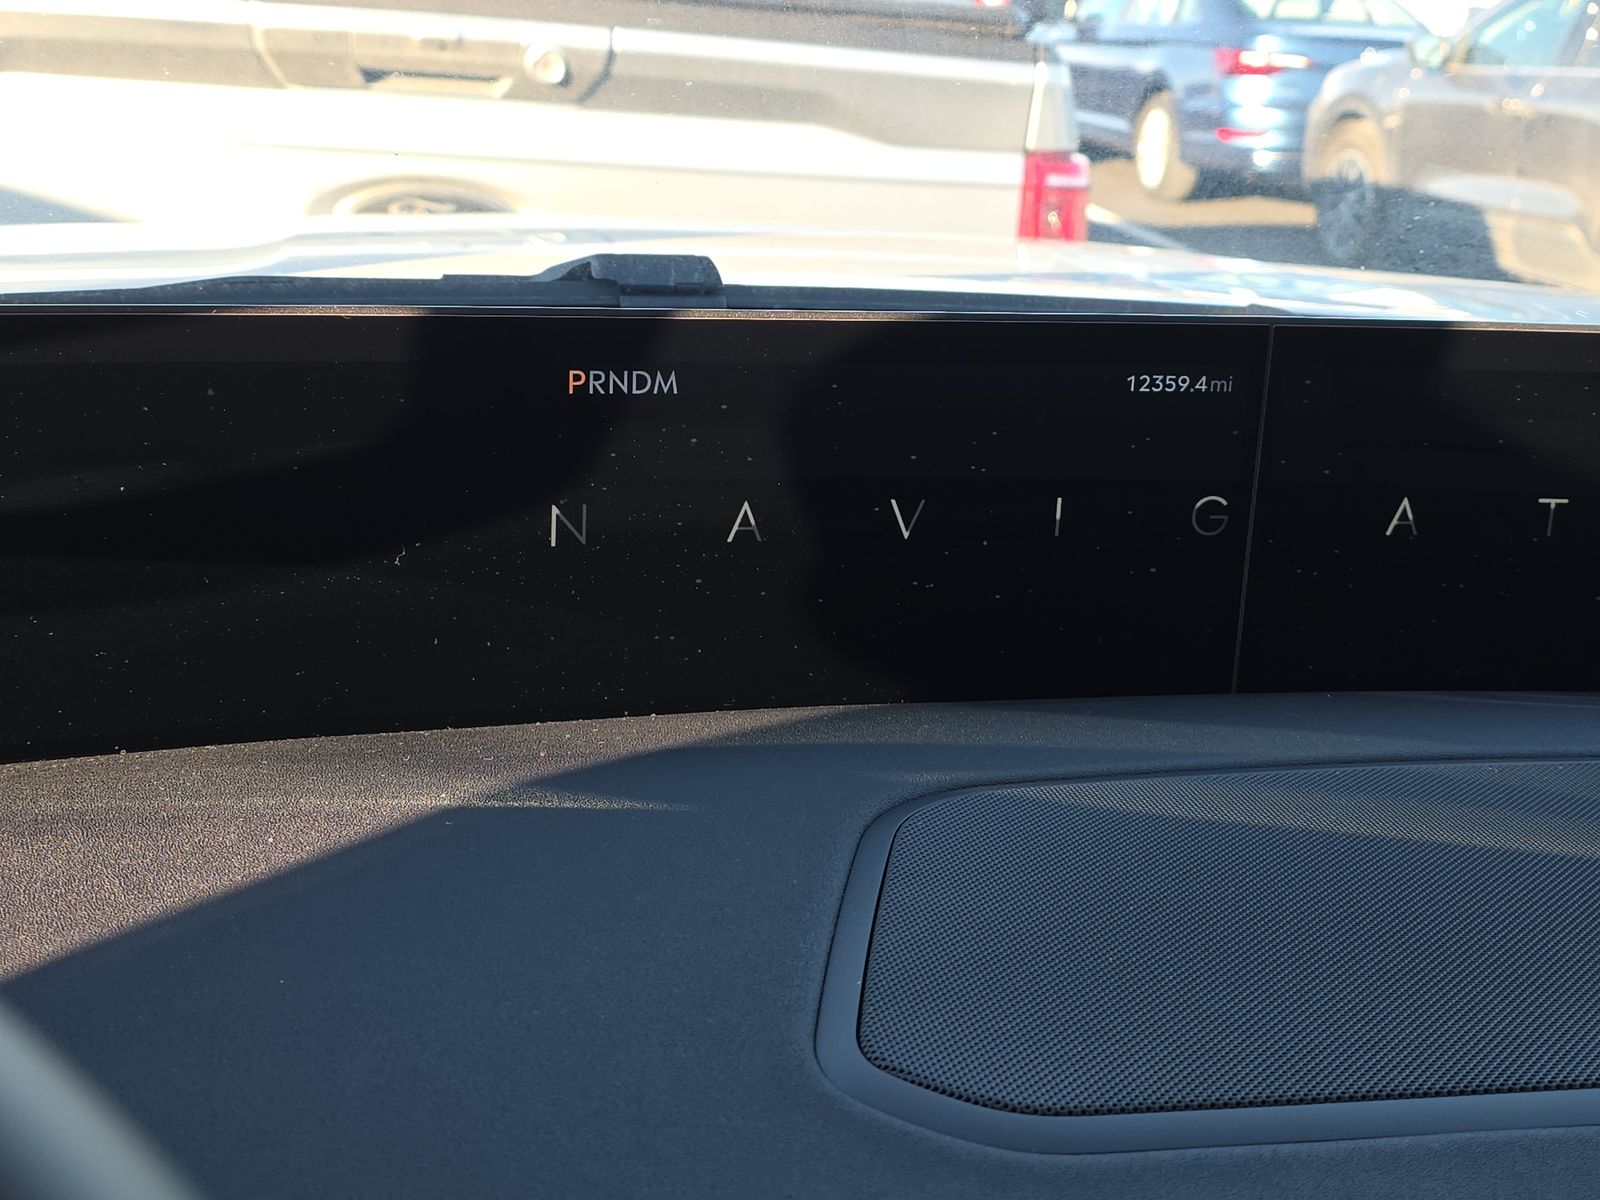 PRNDM 12359.4mi
N A V I G A T